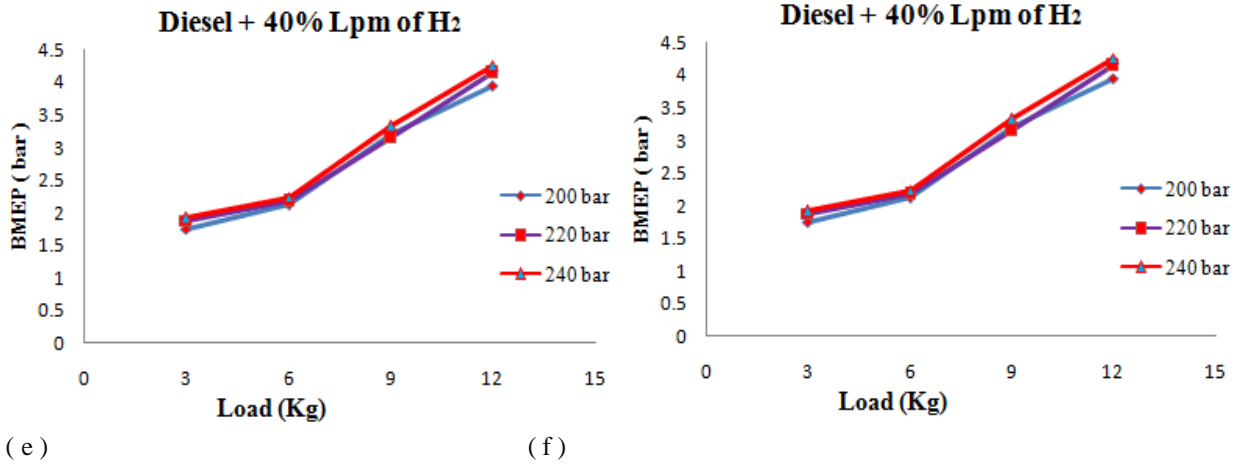 Diesel + 40% Lpm of H2
4.5
4
3.5
3
2.5
2
1.5
1
0.5
0
BMEP ( bar )
0 3 6 9 12 15
Load (Kg)
200 bar
220 bar
240 bar
( e )
Diesel + 40% Lpm of H2
4.5
4
3.5
3
2.5
2
1.5
1
0.5
0
BMEP ( bar )
0 3 6 9 12 15
Load (Kg)
200 bar
220 bar
240 bar
( f )